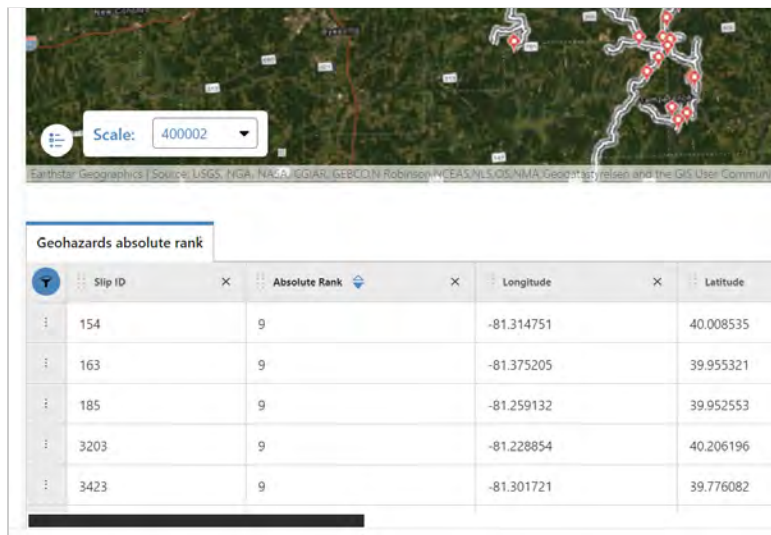 Scale: 400002
Earthstar Geographics | Source: USGS, NGA, NASA, CGIAR, GEBCO,N Robinson,NCEAS,NLS,OS,NMA,Geodatastyrelsen and the GIS User Commun
Geohazards absolute rank
Slip ID Absolute Rank Longitude Latitude
154 9 -81.314751 40.008535
163 9 -81.375205 39.955321
185 9 -81.259132 39.952553
3203 9 -81.228854 40.206196
3423 9 -81.301721 39.776082